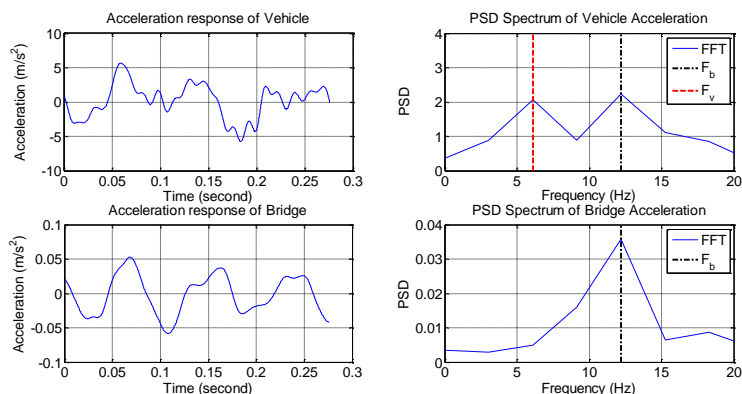 Acceleration response of Vehicle
Acceleration (m/s²)
10
5
0
-5
-10
0 0.05 0.1 0.15 0.2 0.25 0.3
Time (second)
PSD Spectrum of Vehicle Acceleration
PSD
4
3
2
1
0
0 5 10 15 20
Frequency (Hz)
FFT
F_b
F_v
Acceleration response of Bridge
Acceleration (m/s²)
0.1
0.05
0
-0.05
-0.1
0 0.05 0.1 0.15 0.2 0.25 0.3
Time (second)
PSD Spectrum of Bridge Acceleration
PSD
0.04
0.03
0.02
0.01
0
0 5 10 15 20
Frequency (Hz)
FFT
F_b